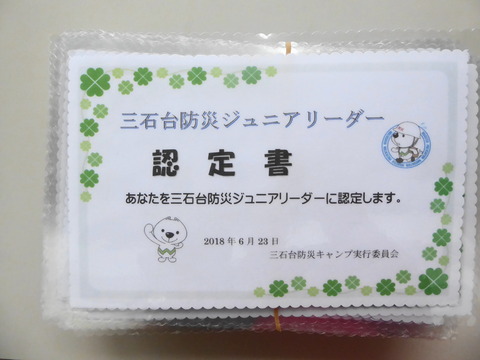 三石台防災ジュニアリーダー
認定書
あなたを三石台防災ジュニアリーダーに認定します。
2018年6月23日
三石台防災キャンプ実行委員会